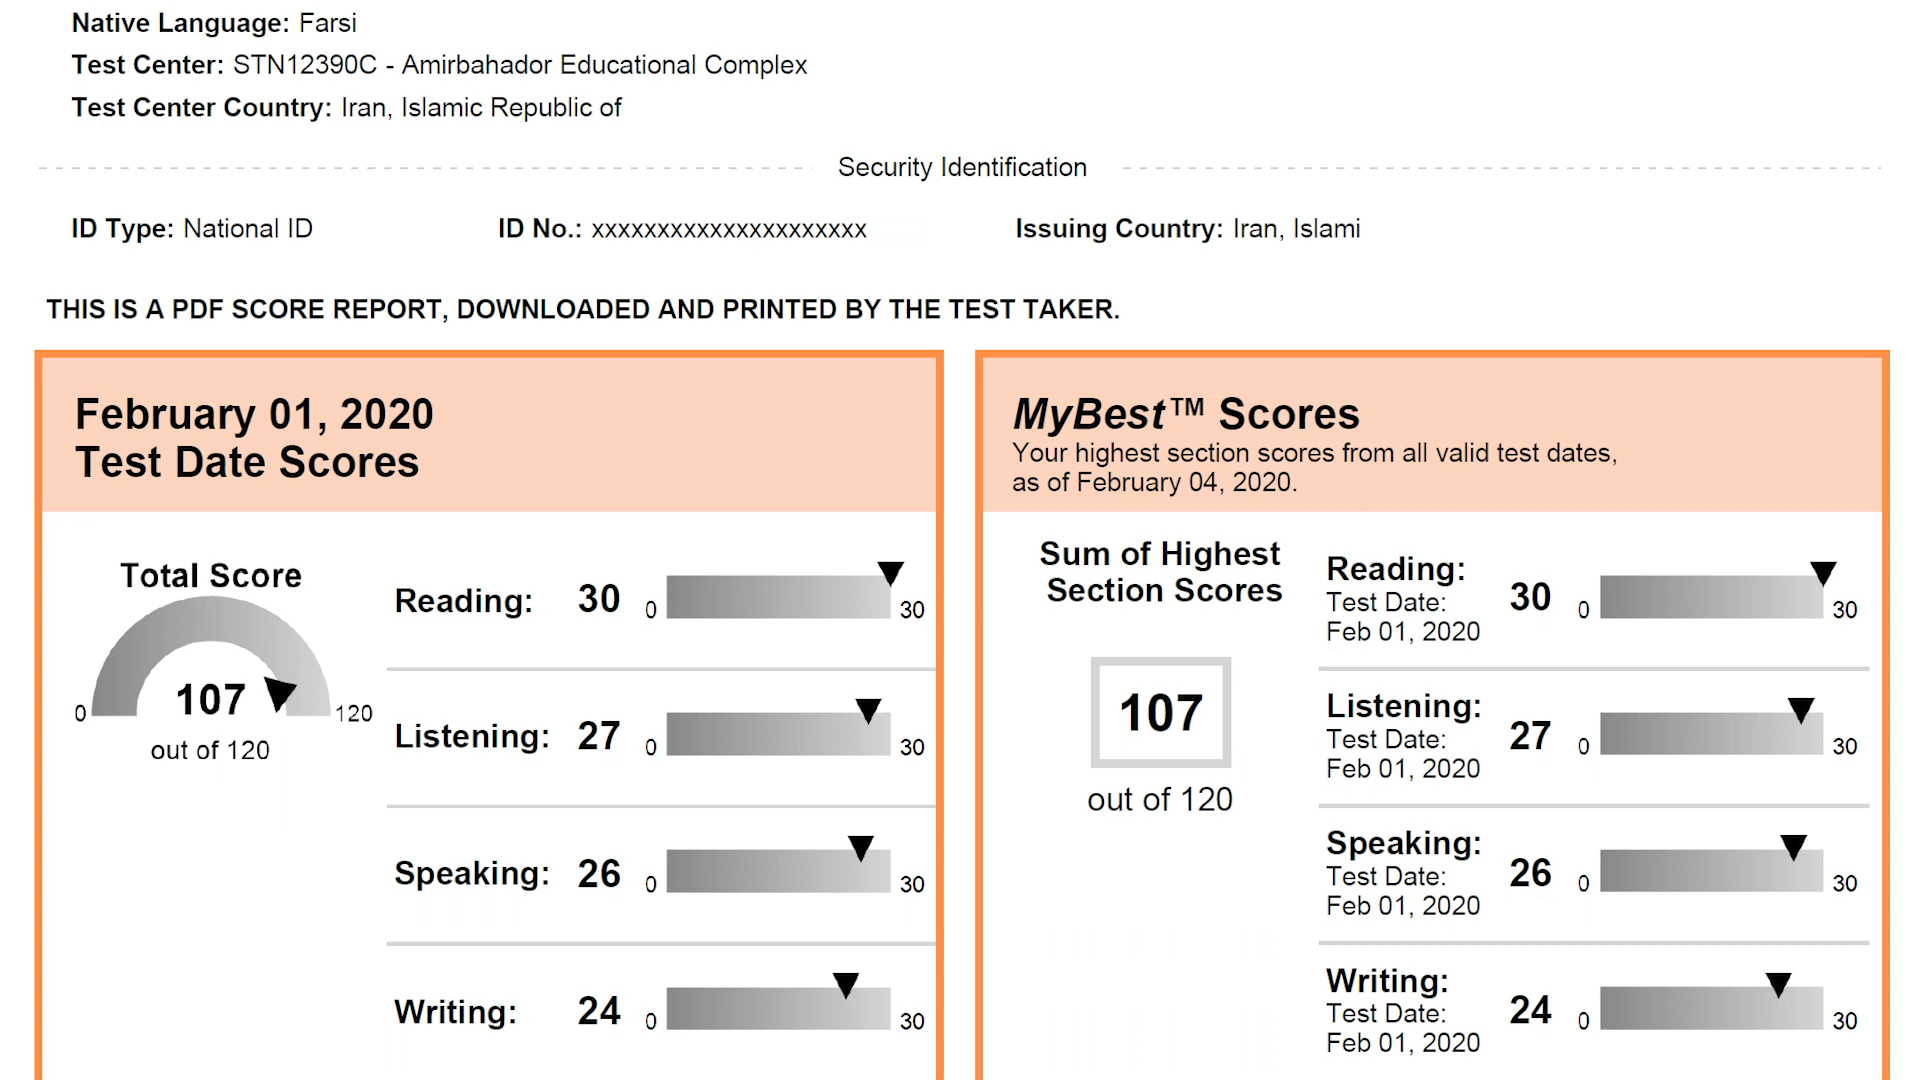 Native Language: Farsi
Test Center: STN12390C - Amirbahador Educational Complex
Test Center Country: Iran, Islamic Republic of
Security Identification
ID Type: National ID ID No.: xxxxxxxxxxxxxxxxxxxxx Issuing Country: Iran, Islami
THIS IS A PDF SCORE REPORT, DOWNLOADED AND PRINTED BY THE TEST TAKER.
February 01, 2020
Test Date Scores
Total Score
0 107 120
out of 120
Reading: 30 0 30
Listening: 27 0 30
Speaking: 26 0 30
Writing: 24 0 30
MyBest™ Scores
Your highest section scores from all valid test dates,
as of February 04, 2020.
Sum of Highest
Section Scores
107
out of 120
Reading:
Test Date: 30 0 30
Feb 01, 2020
Listening:
Test Date: 27 0 30
Feb 01, 2020
Speaking:
Test Date: 26 0 30
Feb 01, 2020
Writing:
Test Date: 24 0 30
Feb 01, 2020